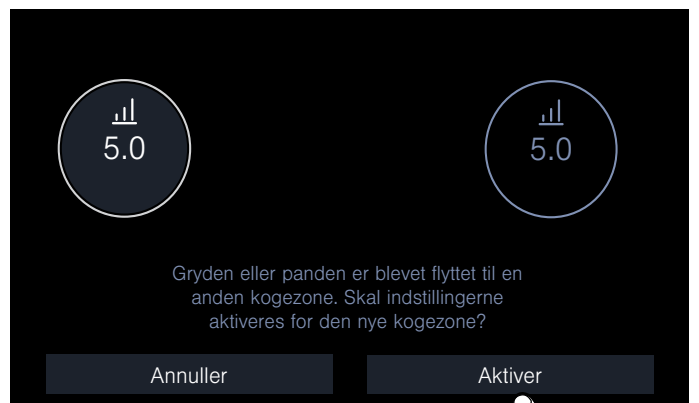 5.0
5.0
Gryden eller panden er blevet flyttet til en
anden kogezone. Skal indstillingerne
aktiveres for den nye kogezone?
Annuller
Aktiver